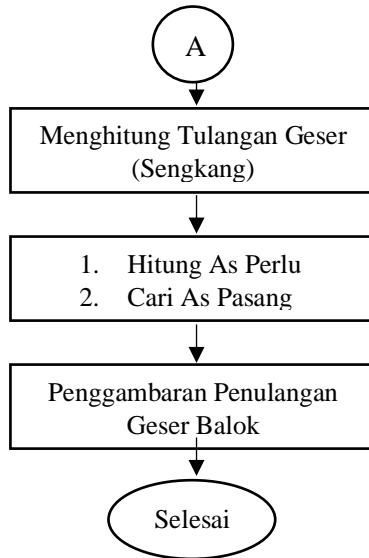 A
Menghitung Tulangan Geser
(Sengkang)
1. Hitung As Perlu
2. Cari As Pasang
Penggambaran Penulangan
Geser Balok
Selesai